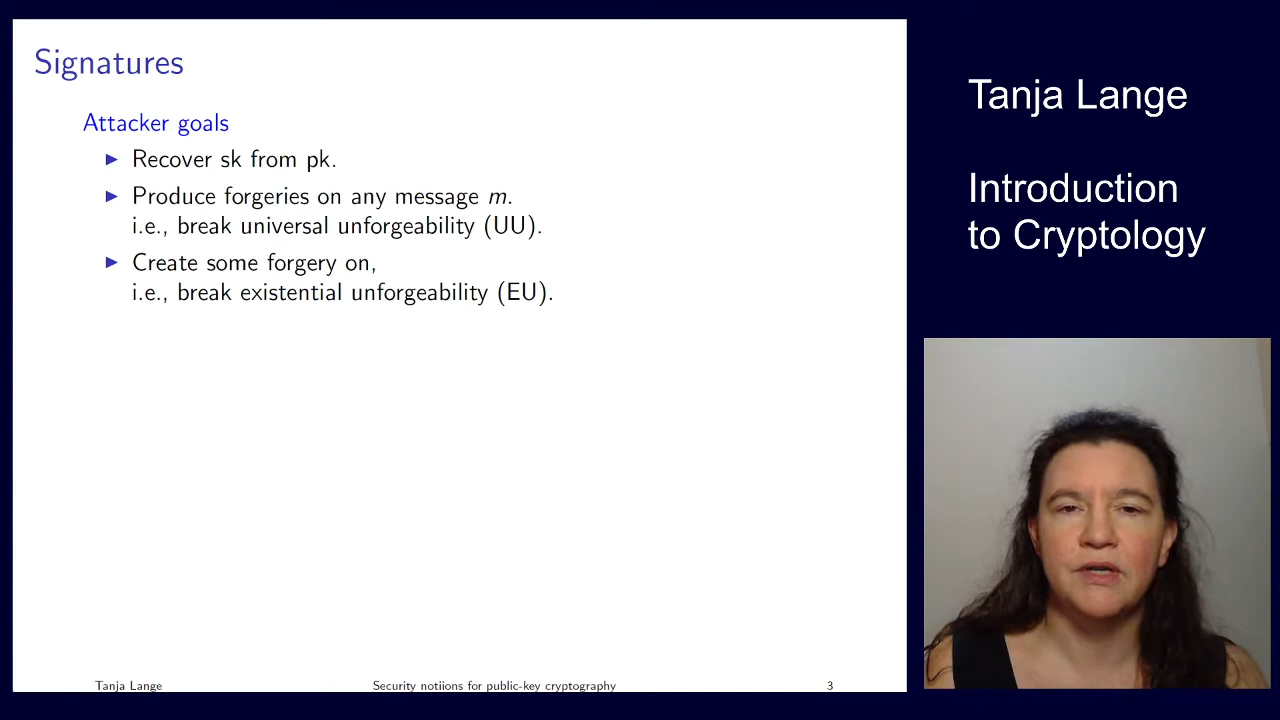 Signatures
Attacker goals
▶ Recover sk from pk.
▶ Produce forgeries on any message m.
i.e., break universal unforgeability (UU).
▶ Create some forgery on,
i.e., break existential unforgeability (EU).
Tanja Lange
Security notiions for public-key cryptography
3
Tanja Lange
Introduction
to Cryptology